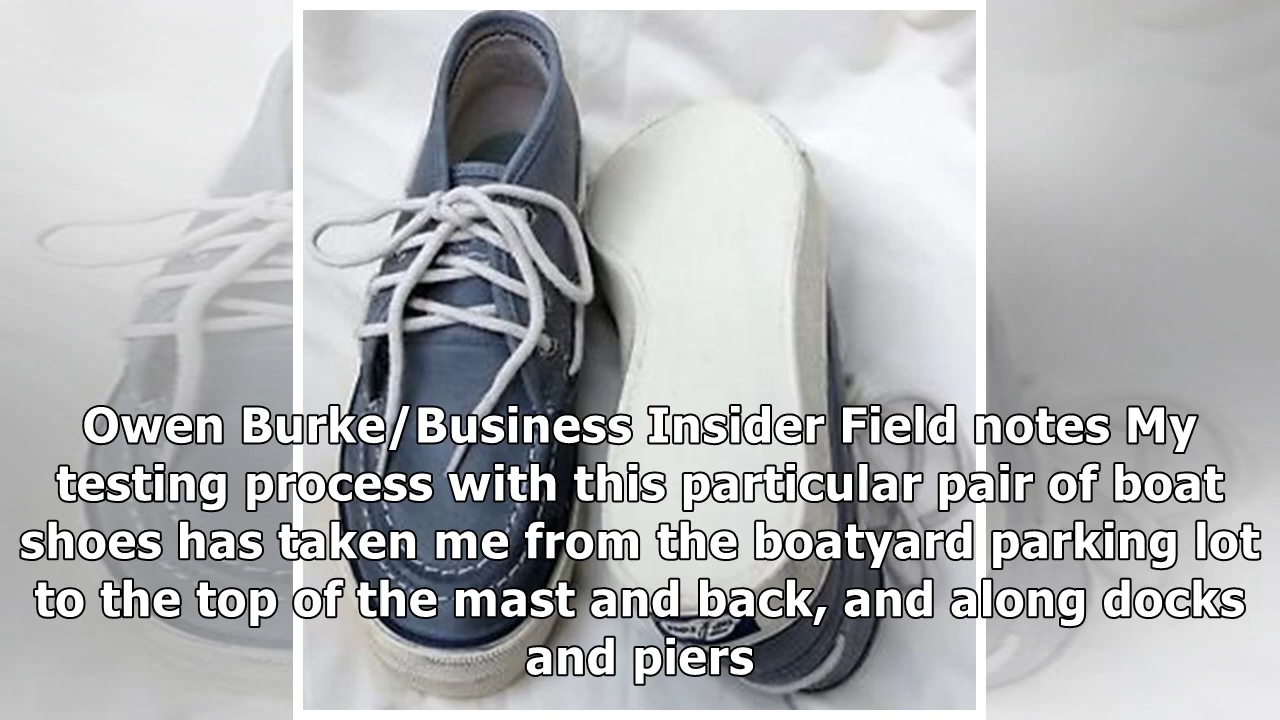 Owen Burke/Business Insider Field notes My
testing process with this particular pair of boat
shoes has taken me from the boatyard parking lot
to the top of the mast and back, and along docks
and piers